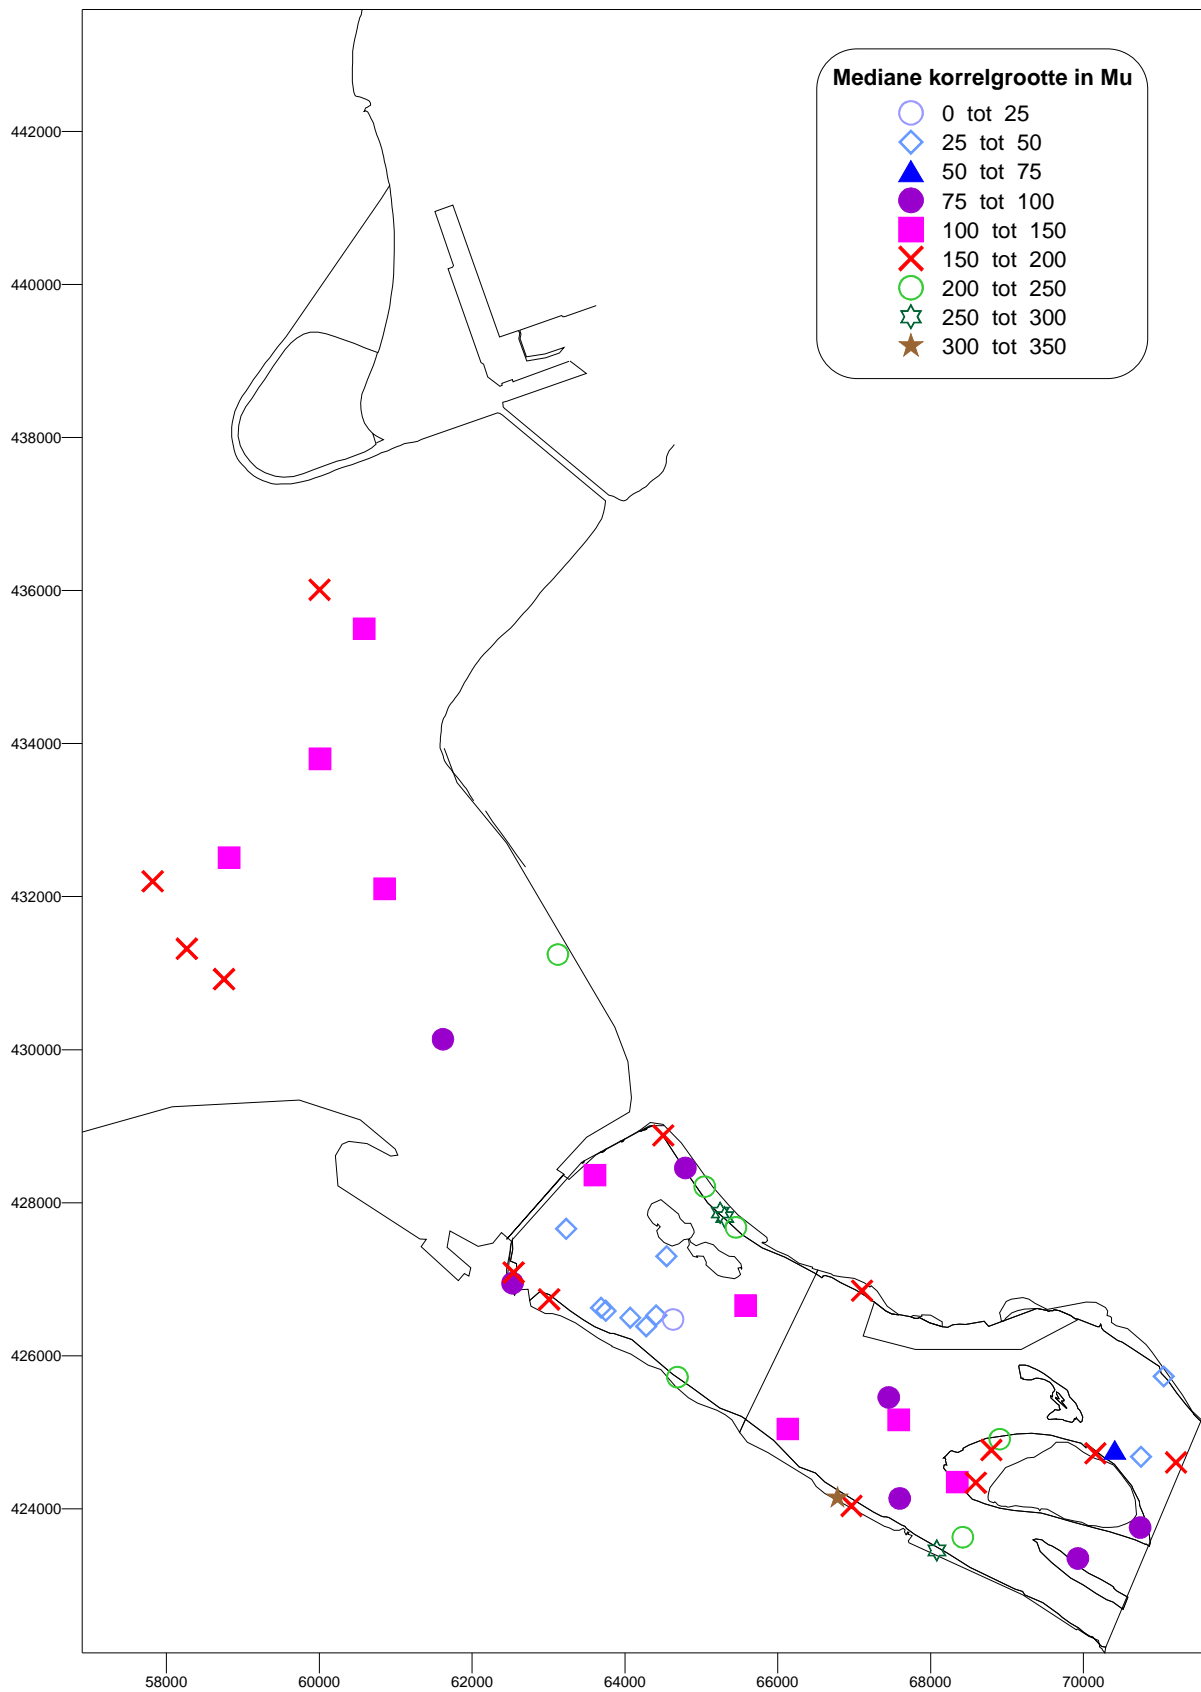 Mediane korrelgrootte in Mu
0 tot 25
25 tot 50
50 tot 75
75 tot 100
100 tot 150
150 tot 200
200 tot 250
250 tot 300
300 tot 350
442000
440000
438000
436000
434000
432000
430000
428000
426000
424000
58000 60000 62000 64000 66000 68000 70000